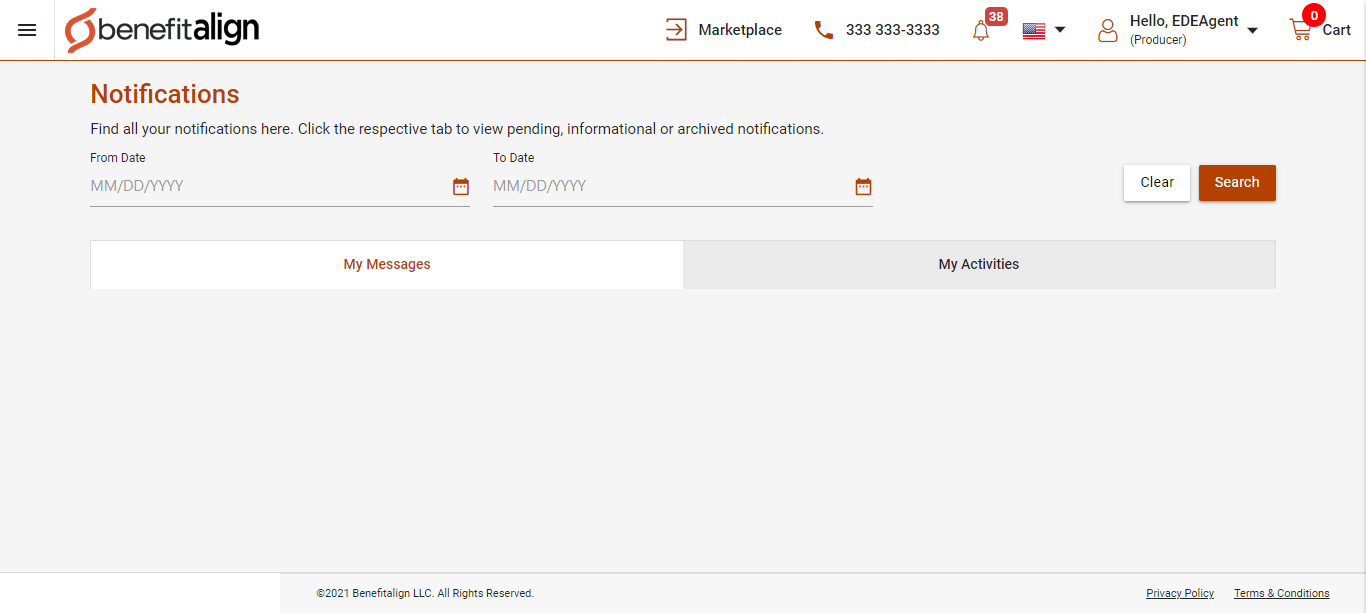 benefitalign
Marketplace
333 333-3333
38
Hello, EDEAgent
(Producer)
0
Cart
Notifications
Find all your notifications here. Click the respective tab to view pending, informational or archived notifications.
From Date
To Date
MM/DD/YYYY
MM/DD/YYYY
Clear
Search
My Messages
My Activities
©2021 Benefitalign LLC. All Rights Reserved.
Privacy Policy
Terms & Conditions